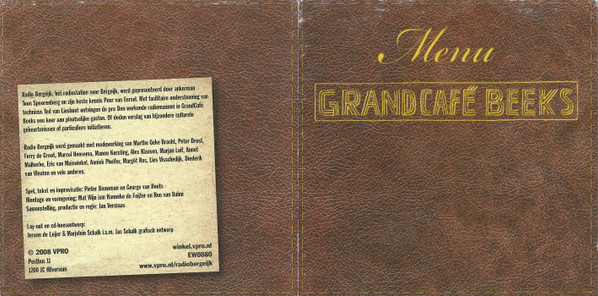 Radio Bergeijk, het radiostation voor Bergeijk, werd gepresenteerd door ankerman
Toon Spoorenberg en zijn beste kennis Peer van Eersel. Met facilitaire ondersteuning van
technicus Ted van Lieshout ontvingen de pro Deo werkende radiomannen in GrandCafé
Beeks een keer aan plaatselijke gasten. Of deden verslag van bijzondere culturele
gebeurtenissen of particuliere initiatieven.
Radio Bergeijk werd gemaakt met medewerking van Marthe Geke Bracht, Peter Drost,
Ferry de Groot, Marcel Hensema, Manou Kersting, Alex Klaasen, Marjan Luif, Annet
Malherbe, Eric van Muiswinkel, Annick Pheifer, Margôt Ros, Lies Visschedijk, Diederik
van Vleuten en vele anderen.
Spel, tekst en improvisatie: Pieter Bouwman en George van Houts
Montage en vormgeving: Mat Wijn ism Hanneke de Feijter en Ron van Dulm
Samenstelling, productie en regie: Jan Vermaas
Lay out en cd-hoesontwerp:
Jeroen de Leijer & Marjolein Schalk i.s.m. Jac Schalk grafisch ontwerp
© 2008 VPRO
Postbus 11
1200 JC Hilversum
winkel.vpro.nl
EW0880
www.vpro.nl/radiobergeijk
Menu
GRANDCAFÉ BEEKS